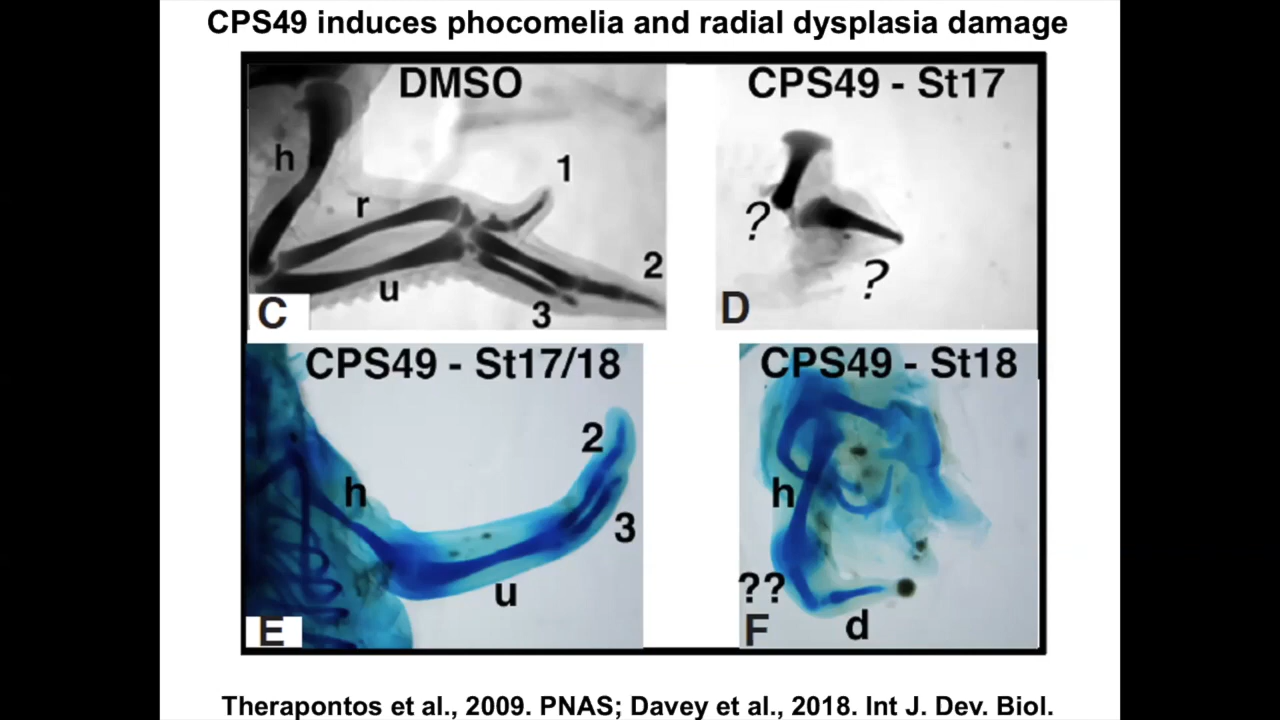 CPS49 induces phocomelia and radial dysplasia damage
DMSO
h
r
u
1
2
3
C
CPS49 - St17
?
?
D
CPS49 - St17/18
h
u
2
3
E
CPS49 - St18
h
??
d
F
Therapontos et al., 2009. PNAS; Davey et al., 2018. Int J. Dev. Biol.